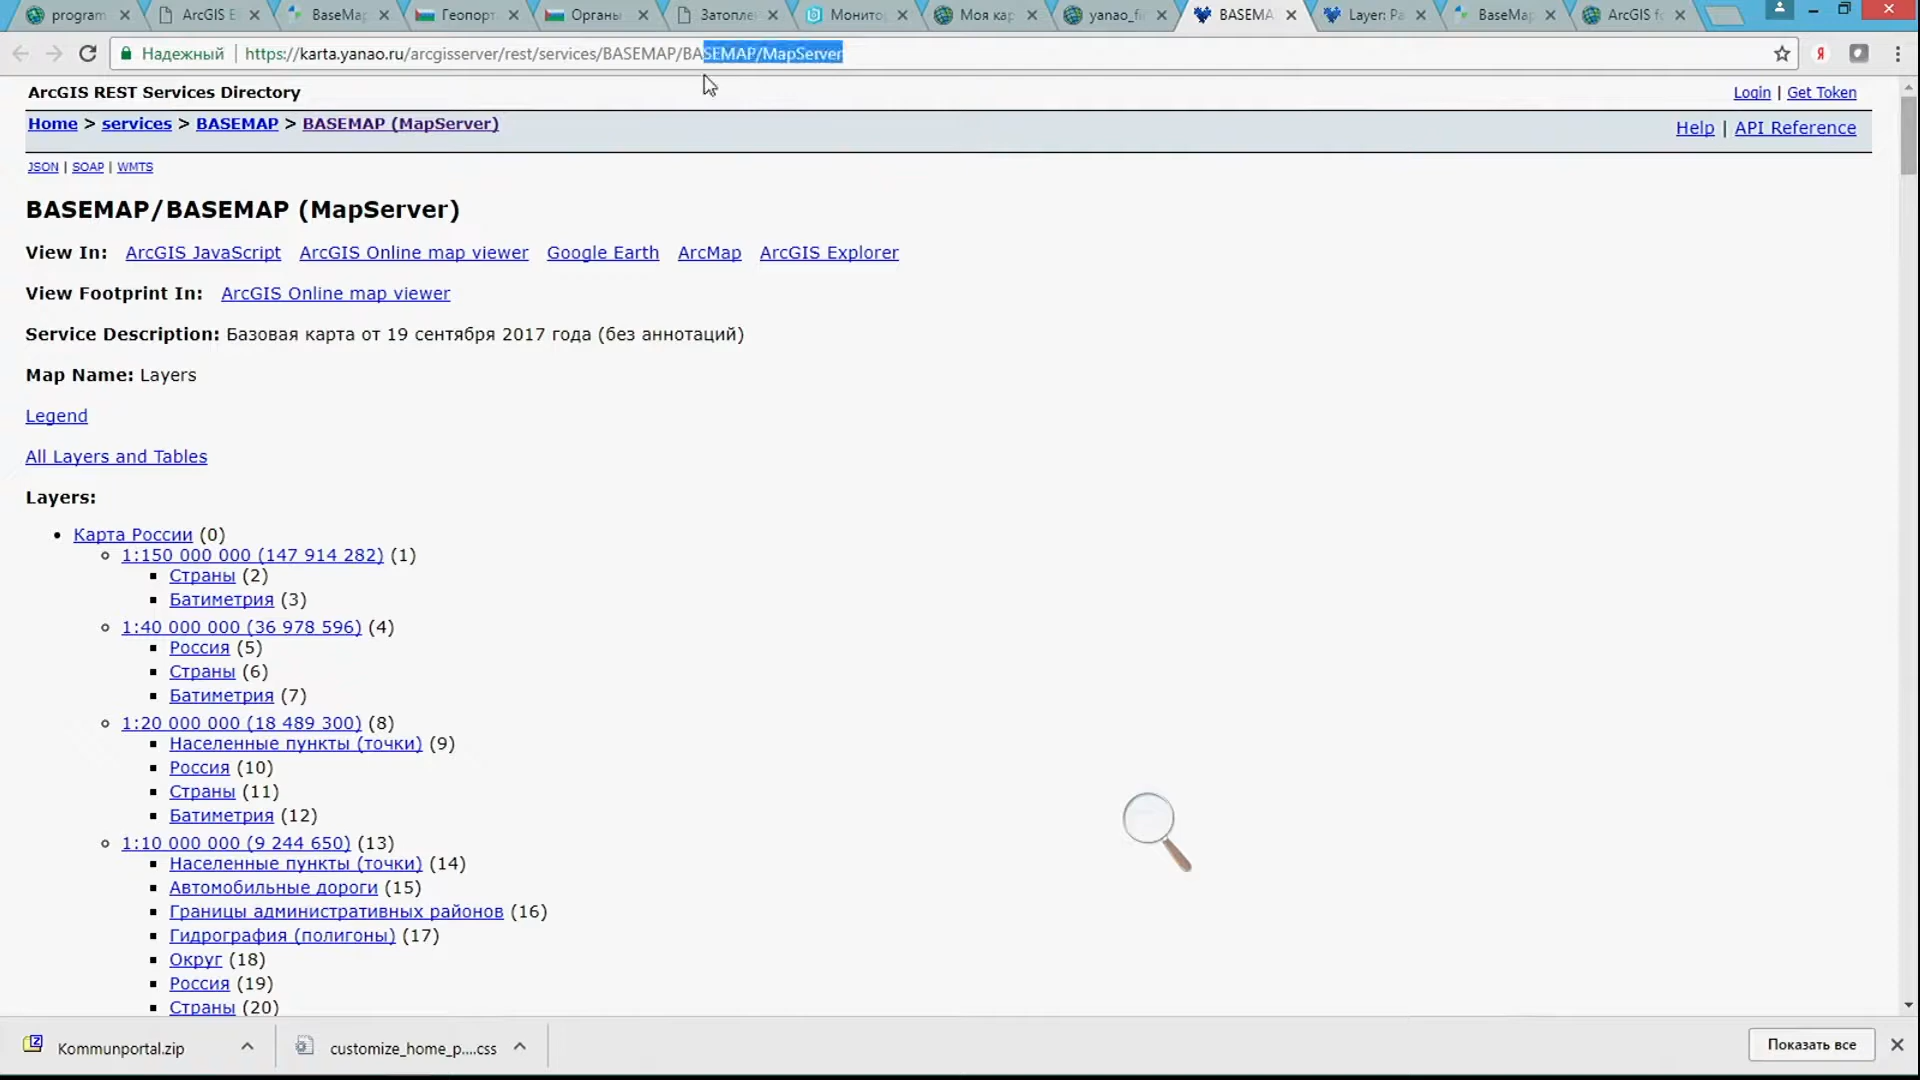 program
ArcGIS E
BaseMap
Геопорт
Органы
Затопле
Монито
Моя кар
yanao_fi
BASEMA
Layer: Pa
BaseMap
ArcGIS fo
Надежный
https://karta.yanao.ru/arcgisserver/rest/services/BASEMAP/BASEMAP/MapServer
Я
ArcGIS REST Services Directory
Login | Get Token
Home > services > BASEMAP > BASEMAP (MapServer)
Help | API Reference
JSON | SOAP | WMTS
BASEMAP/BASEMAP (MapServer)
View In: ArcGIS JavaScript ArcGIS Online map viewer Google Earth ArcMap ArcGIS Explorer
View Footprint In: ArcGIS Online map viewer
Service Description: Базовая карта от 19 сентября 2017 года (без аннотаций)
Map Name: Layers
Legend
All Layers and Tables
Layers:
Карта России (0)
1:150 000 000 (147 914 282) (1)
Страны (2)
Батиметрия (3)
1:40 000 000 (36 978 596) (4)
Россия (5)
Страны (6)
Батиметрия (7)
1:20 000 000 (18 489 300) (8)
Населенные пункты (точки) (9)
Россия (10)
Страны (11)
Батиметрия (12)
1:10 000 000 (9 244 650) (13)
Населенные пункты (точки) (14)
Автомобильные дороги (15)
Границы административных районов (16)
Гидрография (полигоны) (17)
Округ (18)
Россия (19)
Страны (20)
Kommunportal.zip
customize_home_p....css
Показать все